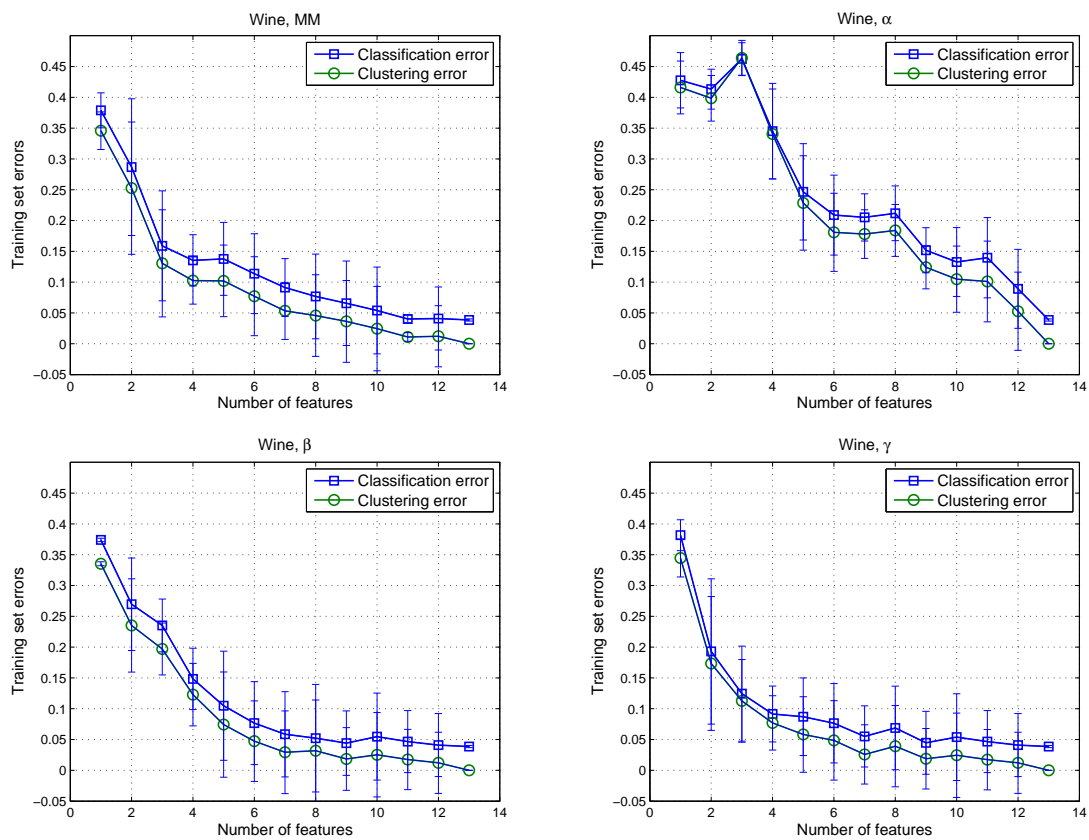 Wine, MM
Classification error
Clustering error
0.45
0.4
0.35
0.3
0.25
0.2
0.15
0.1
0.05
0
−0.05
Training set errors
0 2 4 6 8 10 12 14
Number of features
Wine, α
Classification error
Clustering error
0.45
0.4
0.35
0.3
0.25
0.2
0.15
0.1
0.05
0
−0.05
Training set errors
0 2 4 6 8 10 12 14
Number of features
Wine, β
Classification error
Clustering error
0.45
0.4
0.35
0.3
0.25
0.2
0.15
0.1
0.05
0
−0.05
Training set errors
0 2 4 6 8 10 12 14
Number of features
Wine, γ
Classification error
Clustering error
0.45
0.4
0.35
0.3
0.25
0.2
0.15
0.1
0.05
0
−0.05
Training set errors
0 2 4 6 8 10 12 14
Number of features